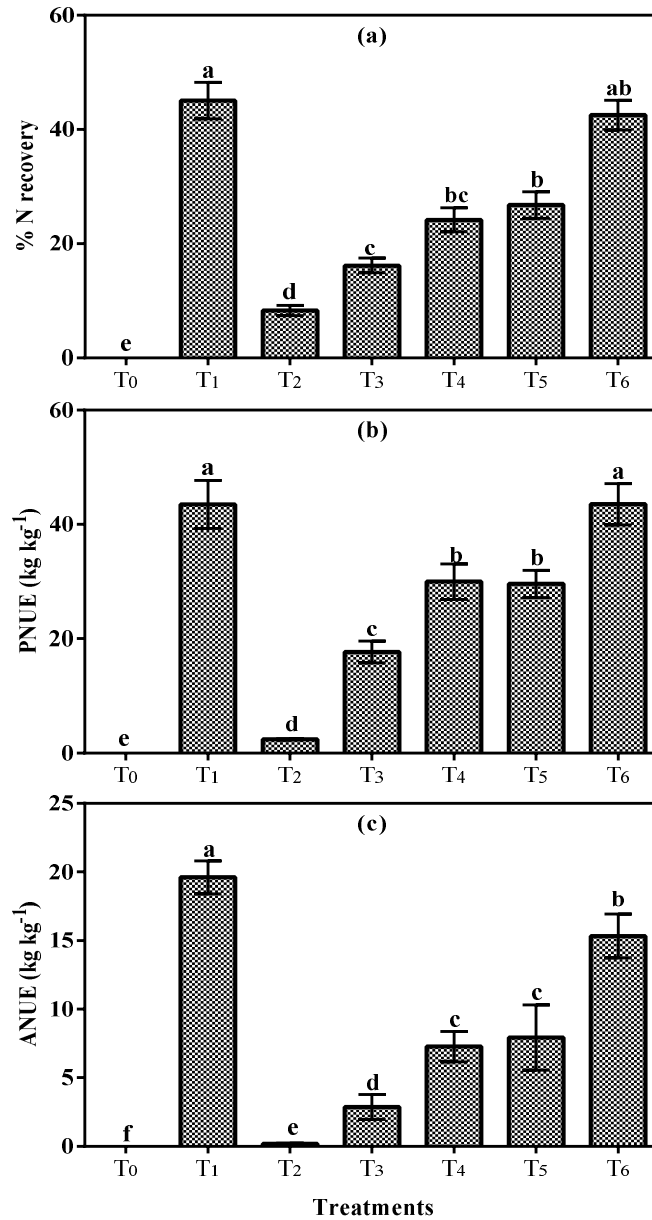 (a)
% N recovery
60
40
20
0
e
a
d
c
bc
b
ab
T0 T1 T2 T3 T4 T5 T6
(b)
PNUE (kg kg-1)
60
40
20
0
e
a
d
c
b
b
a
T0 T1 T2 T3 T4 T5 T6
(c)
ANUE (kg kg-1)
25
20
15
10
5
0
f
a
e
d
c
c
b
T0 T1 T2 T3 T4 T5 T6
Treatments